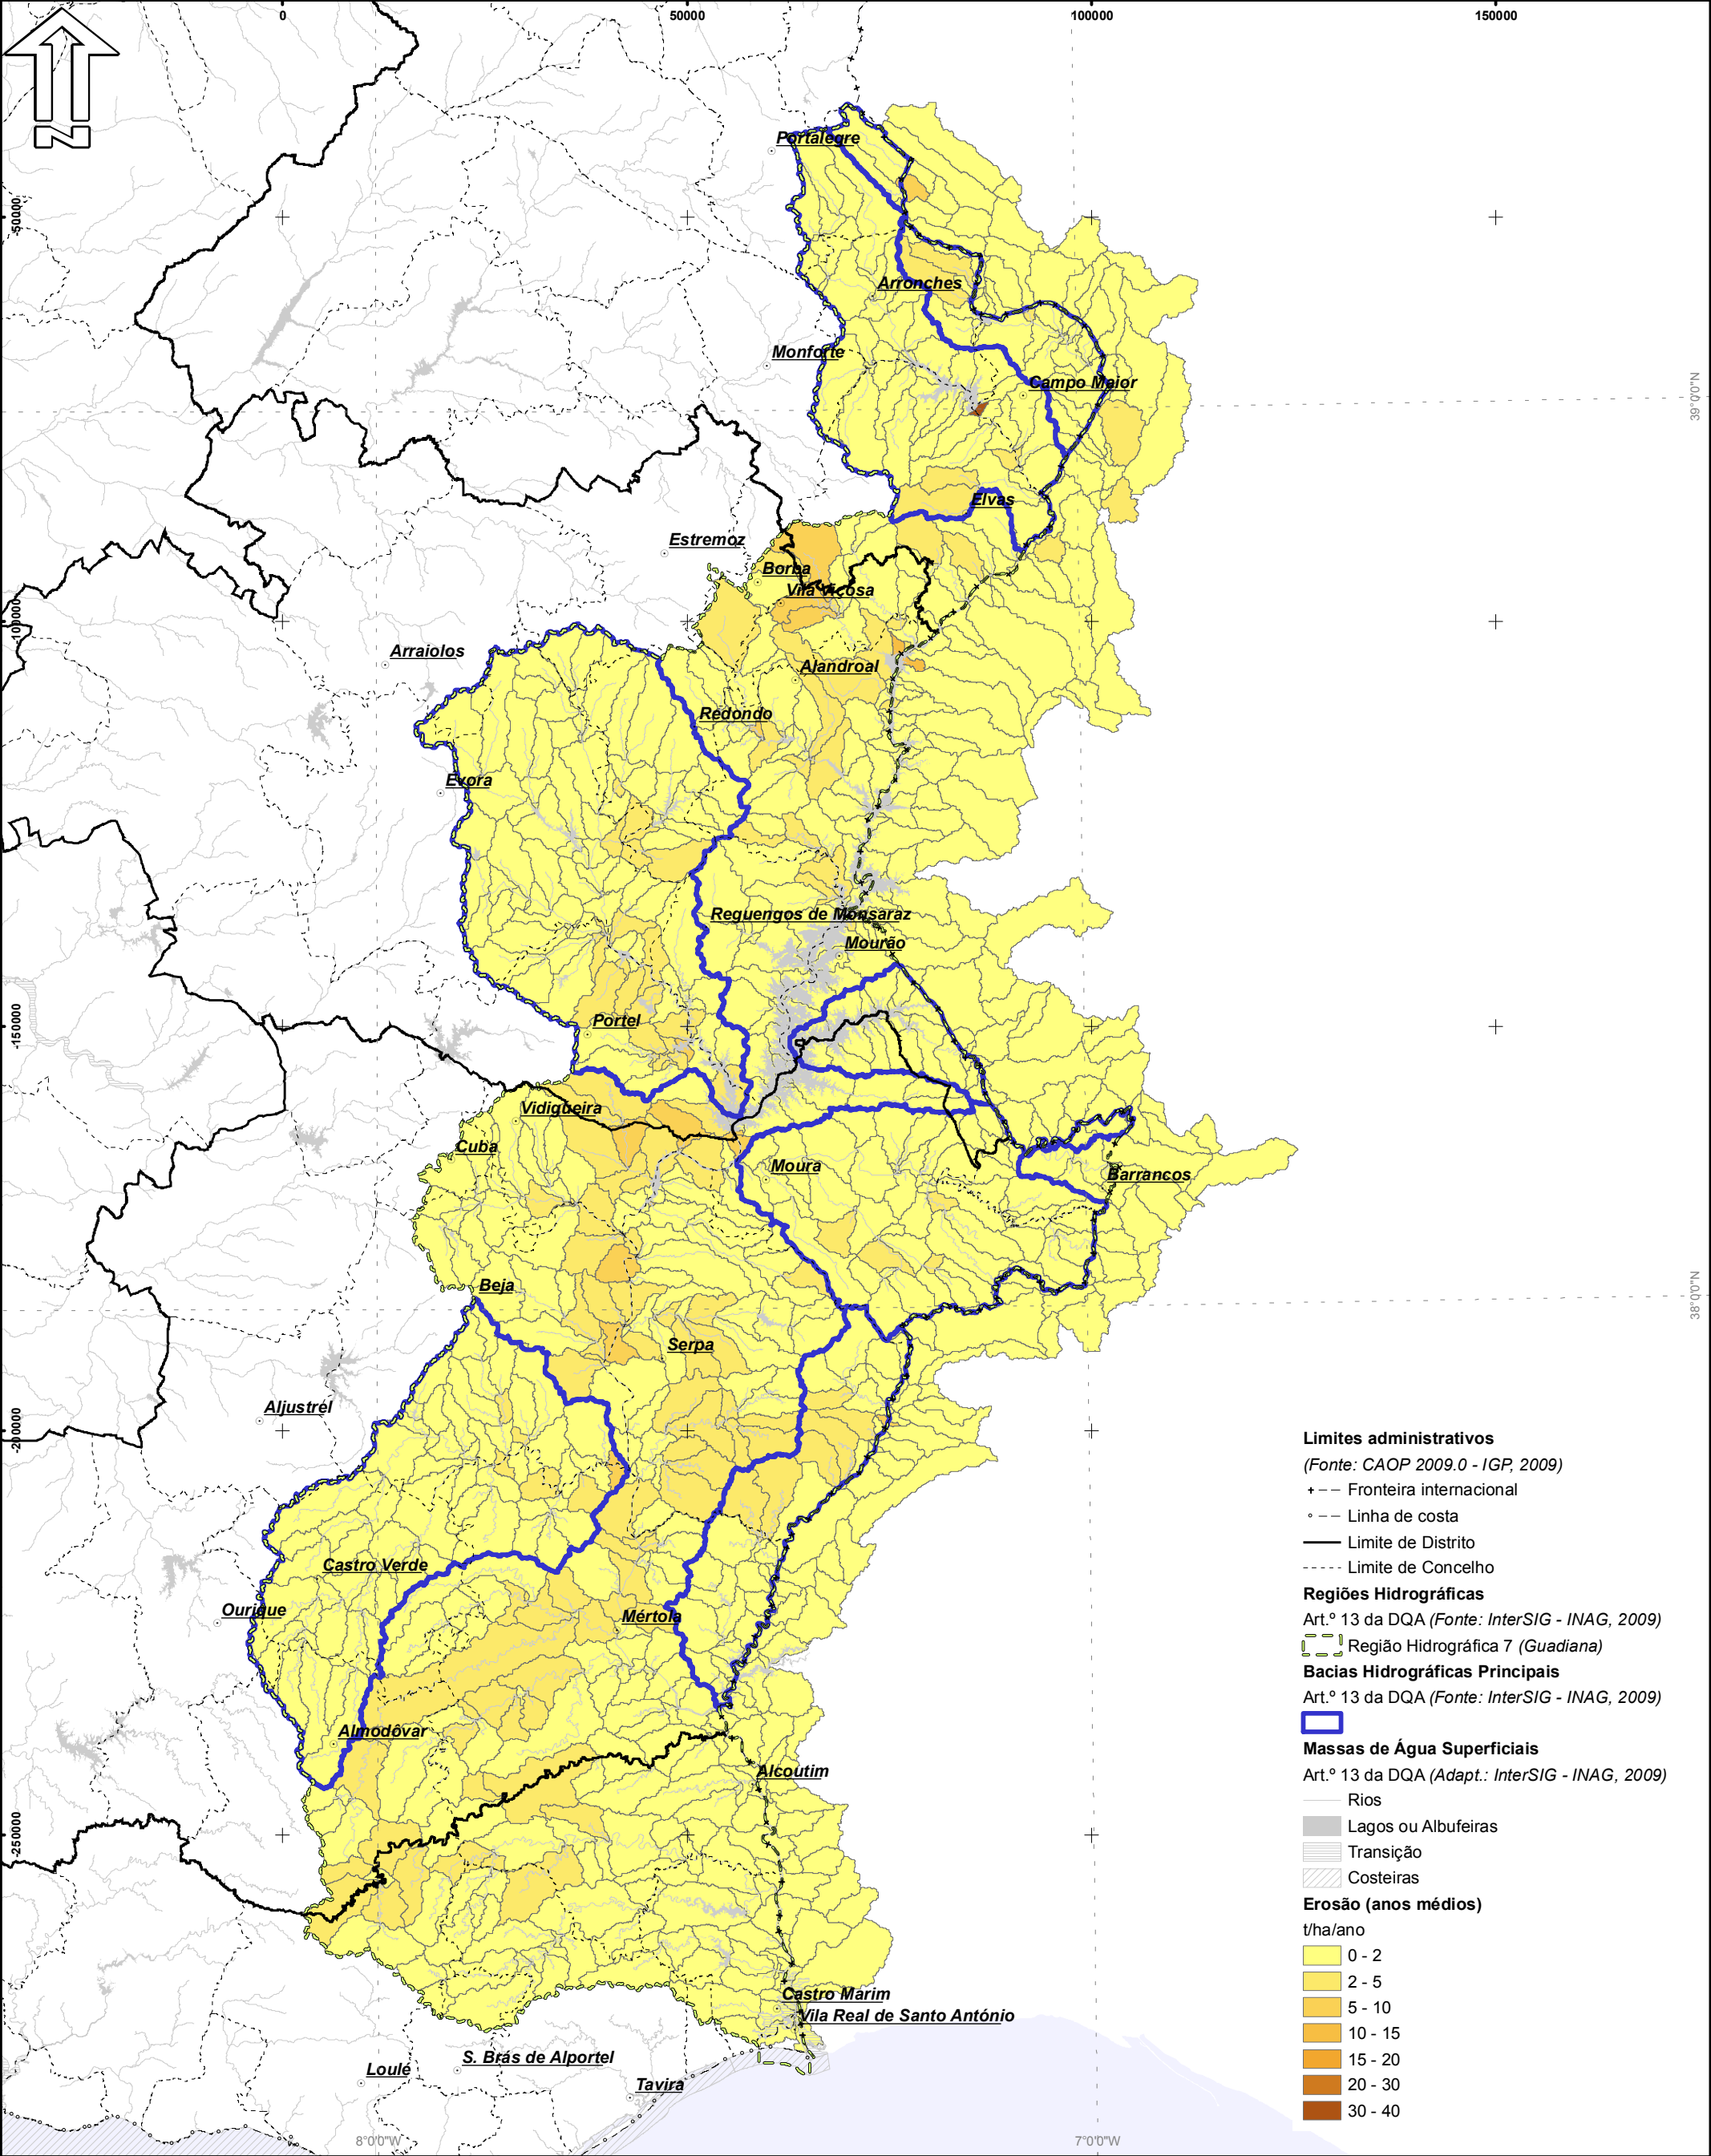 0
50000
100000
150000
N
Portalegre
-50000
Arronches
Monforte
Campo Maior
39°0'0"N
Elvas
Estremoz
Borba
Vila Viçosa
-100000
Arraiolos
Alandroal
Redondo
Evora
Reguengos de Monsaraz
Mourão
-150000
Portel
Vidigueira
Cuba
Moura
Barrancos
Beja
38°0'0"N
Serpa
Aljustrel
-200000
Castro Verde
Ourique
Mértola
Almodôvar
Alcoutim
-250000
Castro Marim
Vila Real de Santo António
S. Brás de Alportel
Loulé
Tavira
8°0'0"W
7°0'0"W
Limites administrativos
(Fonte: CAOP 2009.0 - IGP, 2009)
Fronteira internacional
Linha de costa
Limite de Distrito
Limite de Concelho
Regiões Hidrográficas
Art.º 13 da DQA (Fonte: InterSIG - INAG, 2009)
Região Hidrográfica 7 (Guadiana)
Bacias Hidrográficas Principais
Art.º 13 da DQA (Fonte: InterSIG - INAG, 2009)
Massas de Água Superficiais
Art.º 13 da DQA (Adapt.: InterSIG - INAG, 2009)
Rios
Lagos ou Albufeiras
Transição
Costeiras
Erosão (anos médios)
t/ha/ano
0 - 2
2 - 5
5 - 10
10 - 15
15 - 20
20 - 30
30 - 40